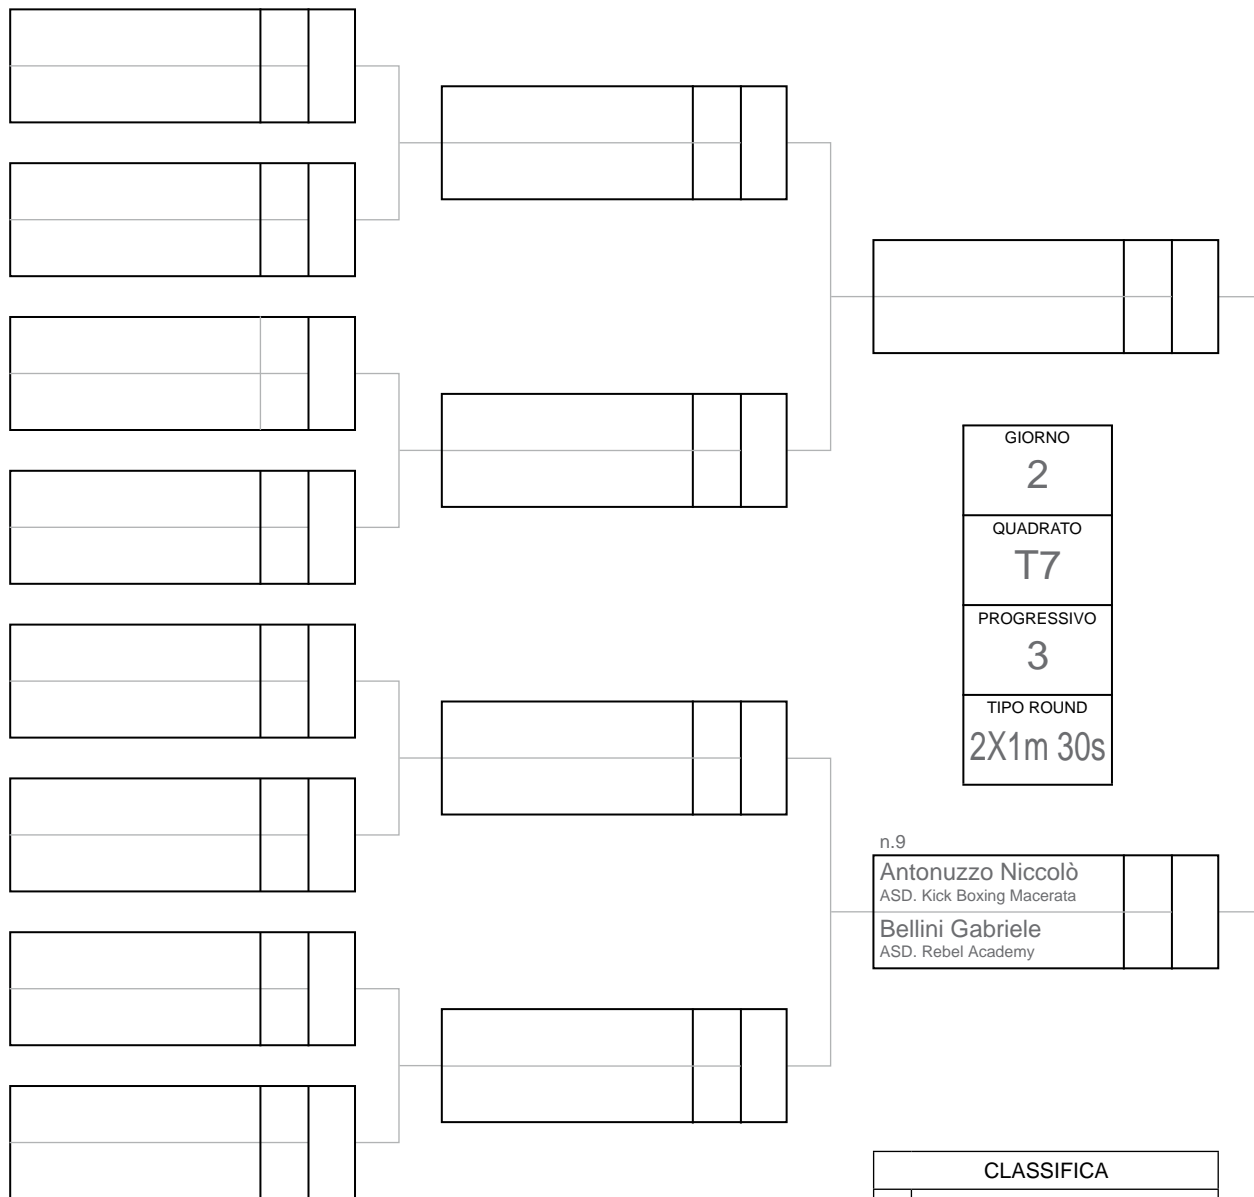 GIORNO
2
QUADRATO
T7
PROGRESSIVO
3
TIPO ROUND
2X1m 30s
n.9
Antonuzzo Niccolò
ASD. Kick Boxing Macerata
Bellini Gabriele
ASD. Rebel Academy
CLASSIFICA